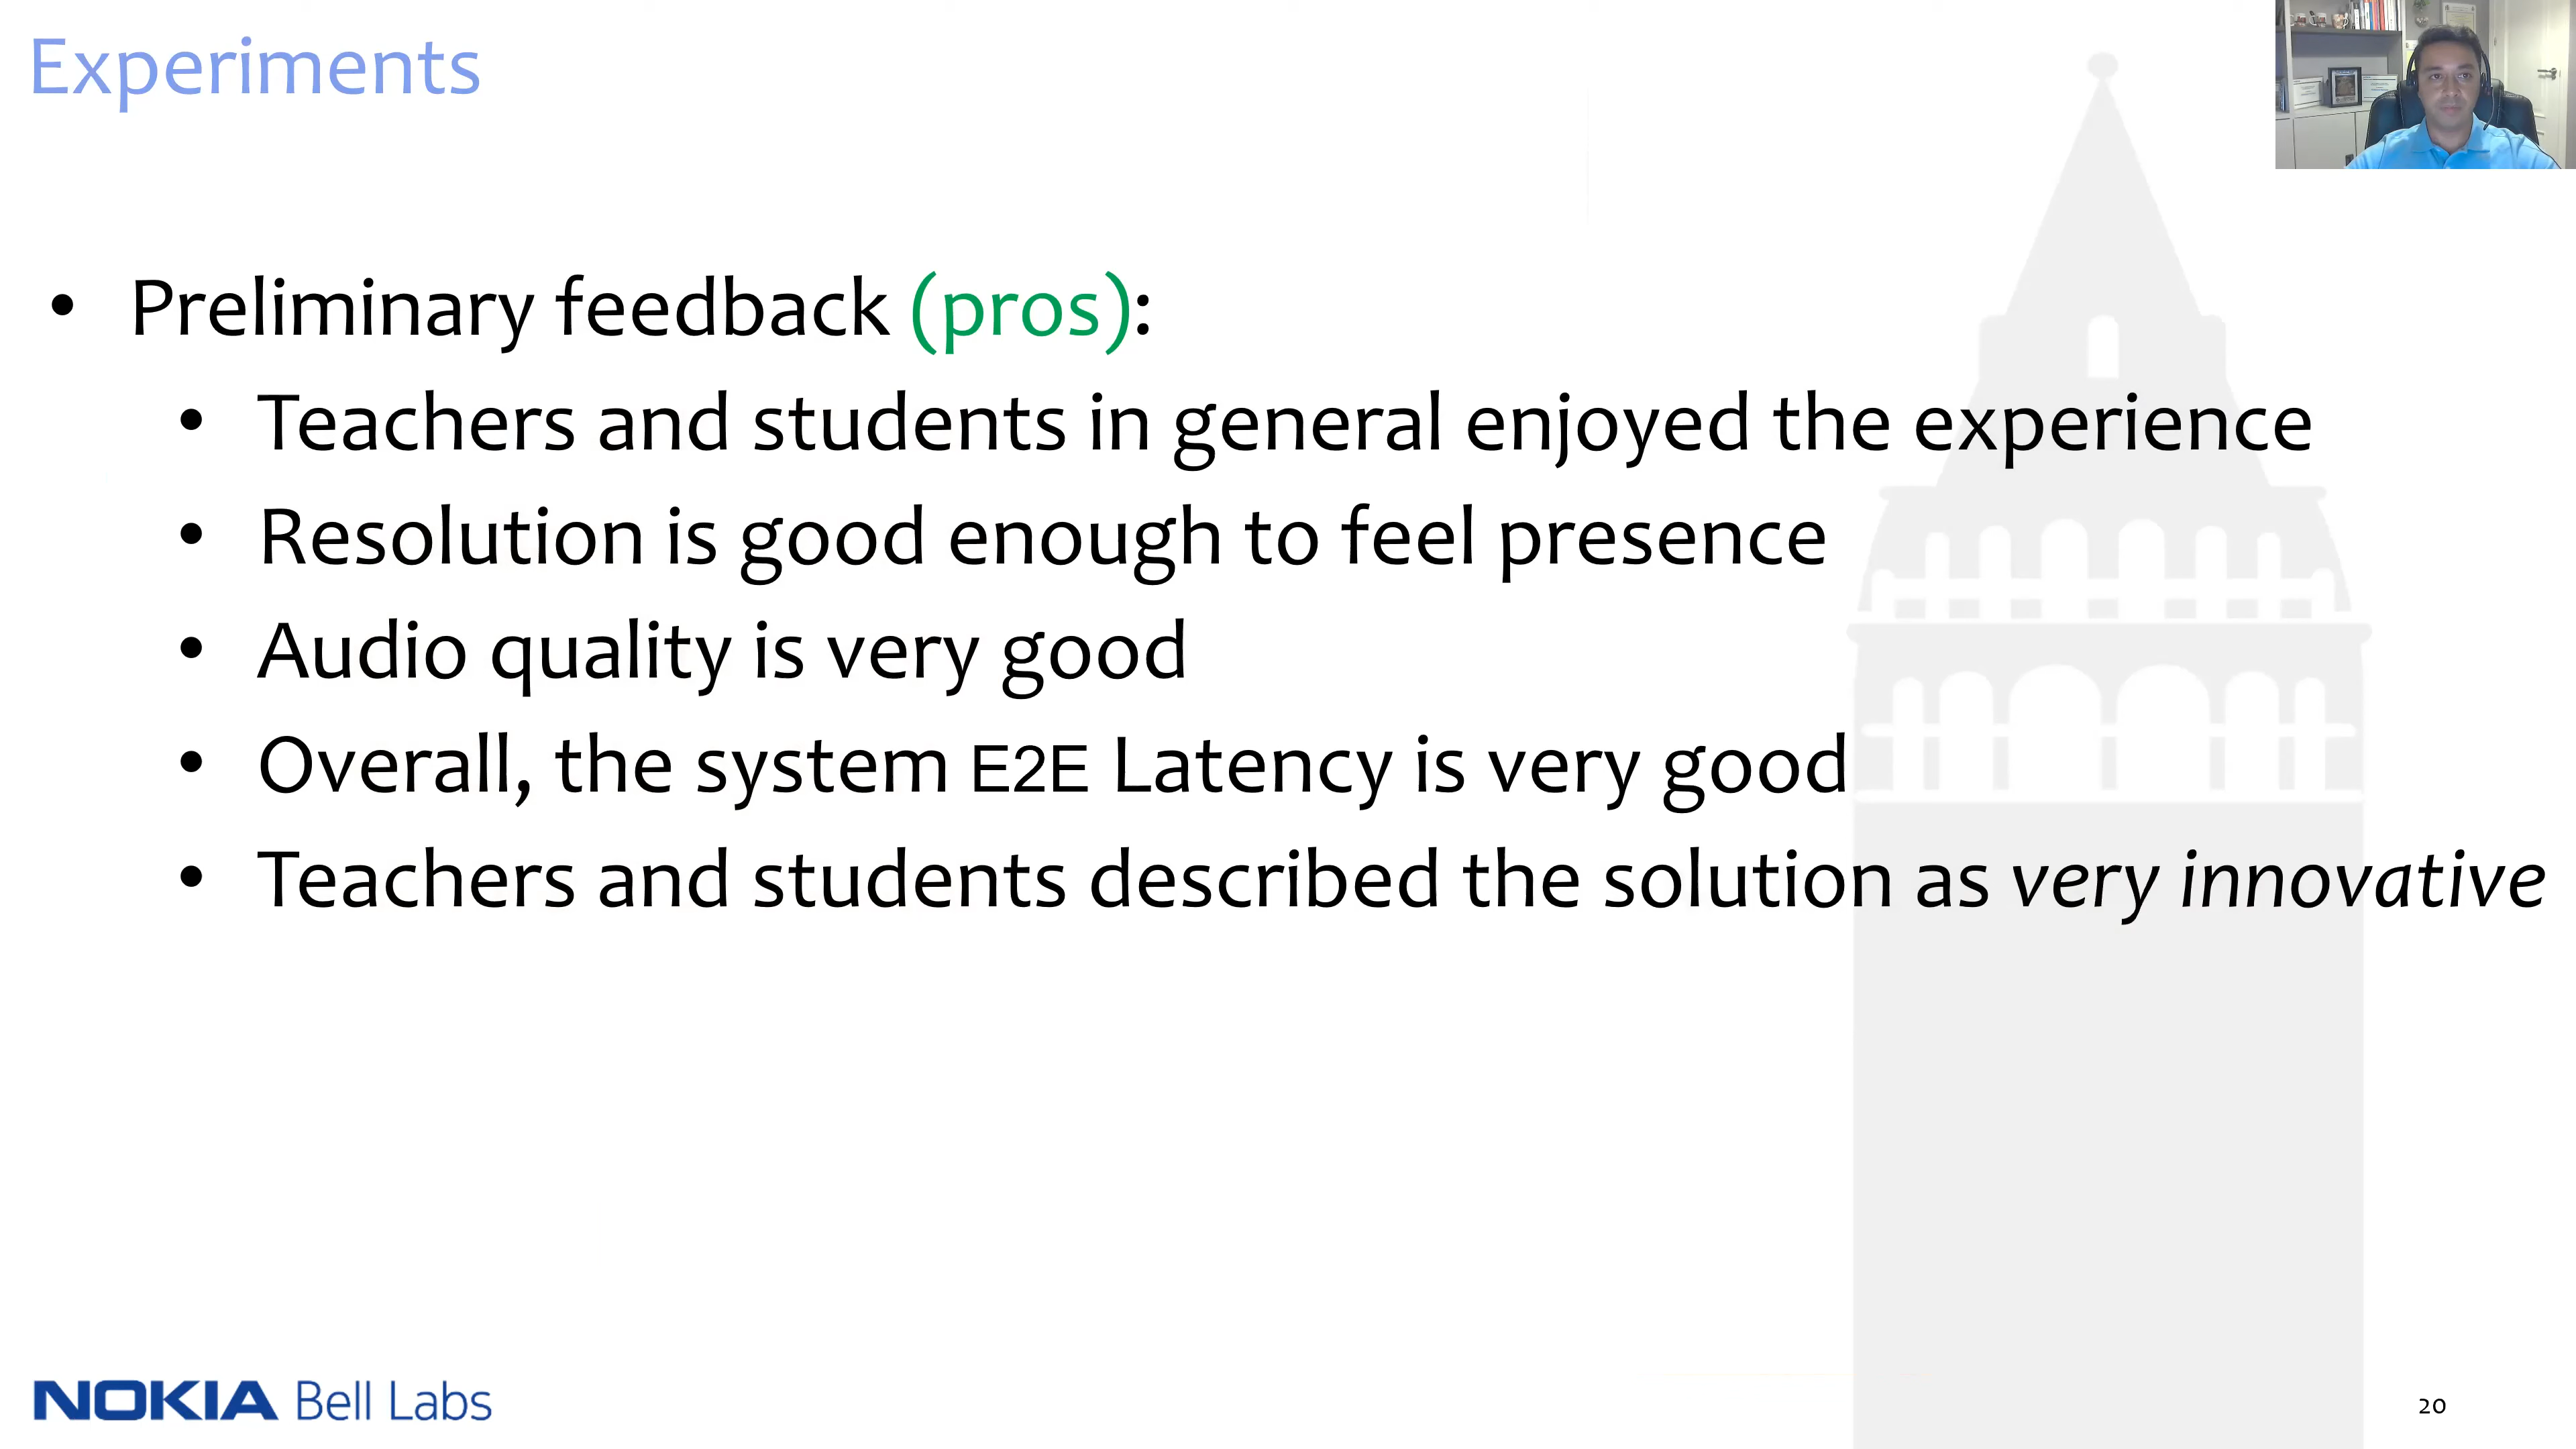 Experiments
• Preliminary feedback (pros):
• Teachers and students in general enjoyed the experience
• Resolution is good enough to feel presence
• Audio quality is very good
• Overall, the system E2E Latency is very good
• Teachers and students described the solution as very innovative
NOKIA Bell Labs
20